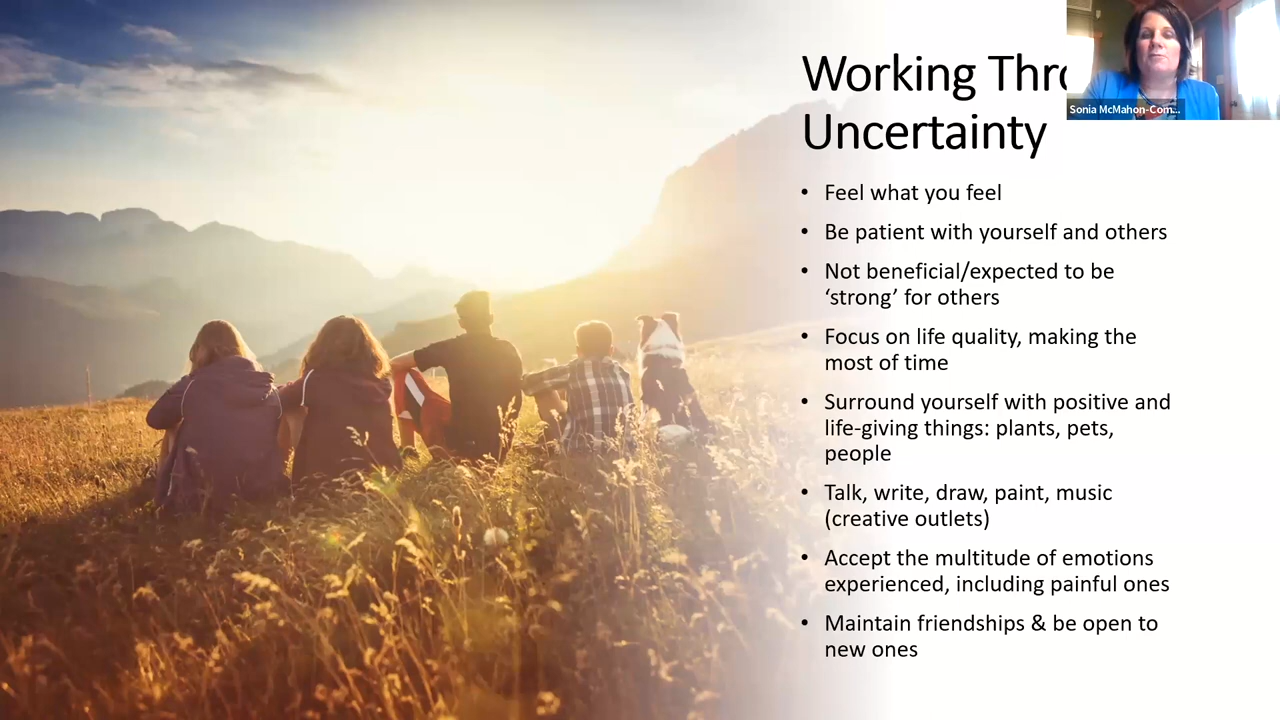 Working Thro
Sonia McMahon-Com...
Uncertainty
• Feel what you feel
• Be patient with yourself and others
• Not beneficial/expected to be
‘strong’ for others
• Focus on life quality, making the
most of time
• Surround yourself with positive and
life-giving things: plants, pets,
people
• Talk, write, draw, paint, music
(creative outlets)
• Accept the multitude of emotions
experienced, including painful ones
• Maintain friendships & be open to
new ones